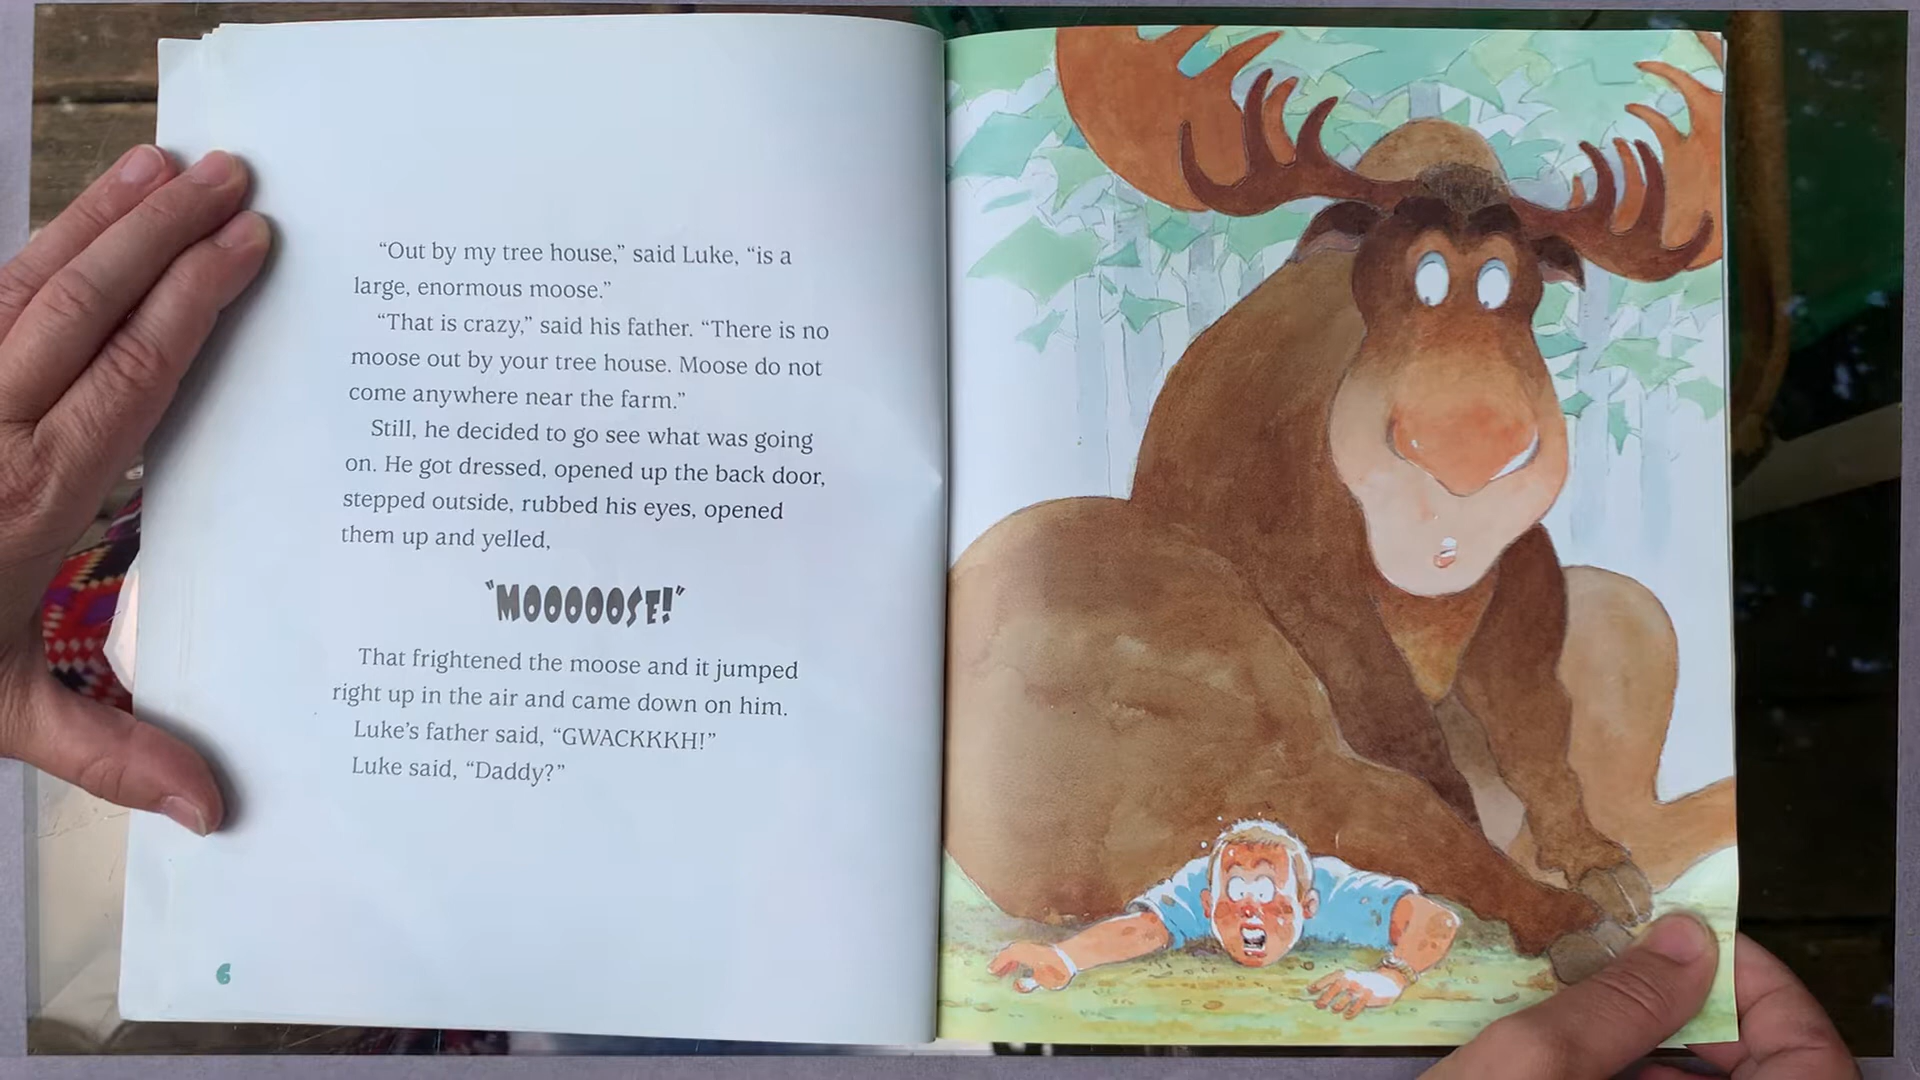 “Out by my tree house,” said Luke, “is a
large, enormous moose.”
“That is crazy,” said his father. “There is no
moose out by your tree house. Moose do not
come anywhere near the farm.”
Still, he decided to go see what was going
on. He got dressed, opened up the back door,
stepped outside, rubbed his eyes, opened
them up and yelled,
“MOOOOOSE!”
That frightened the moose and it jumped
right up in the air and came down on him.
Luke’s father said, “GWACKKKH!”
Luke said, “Daddy?”
6